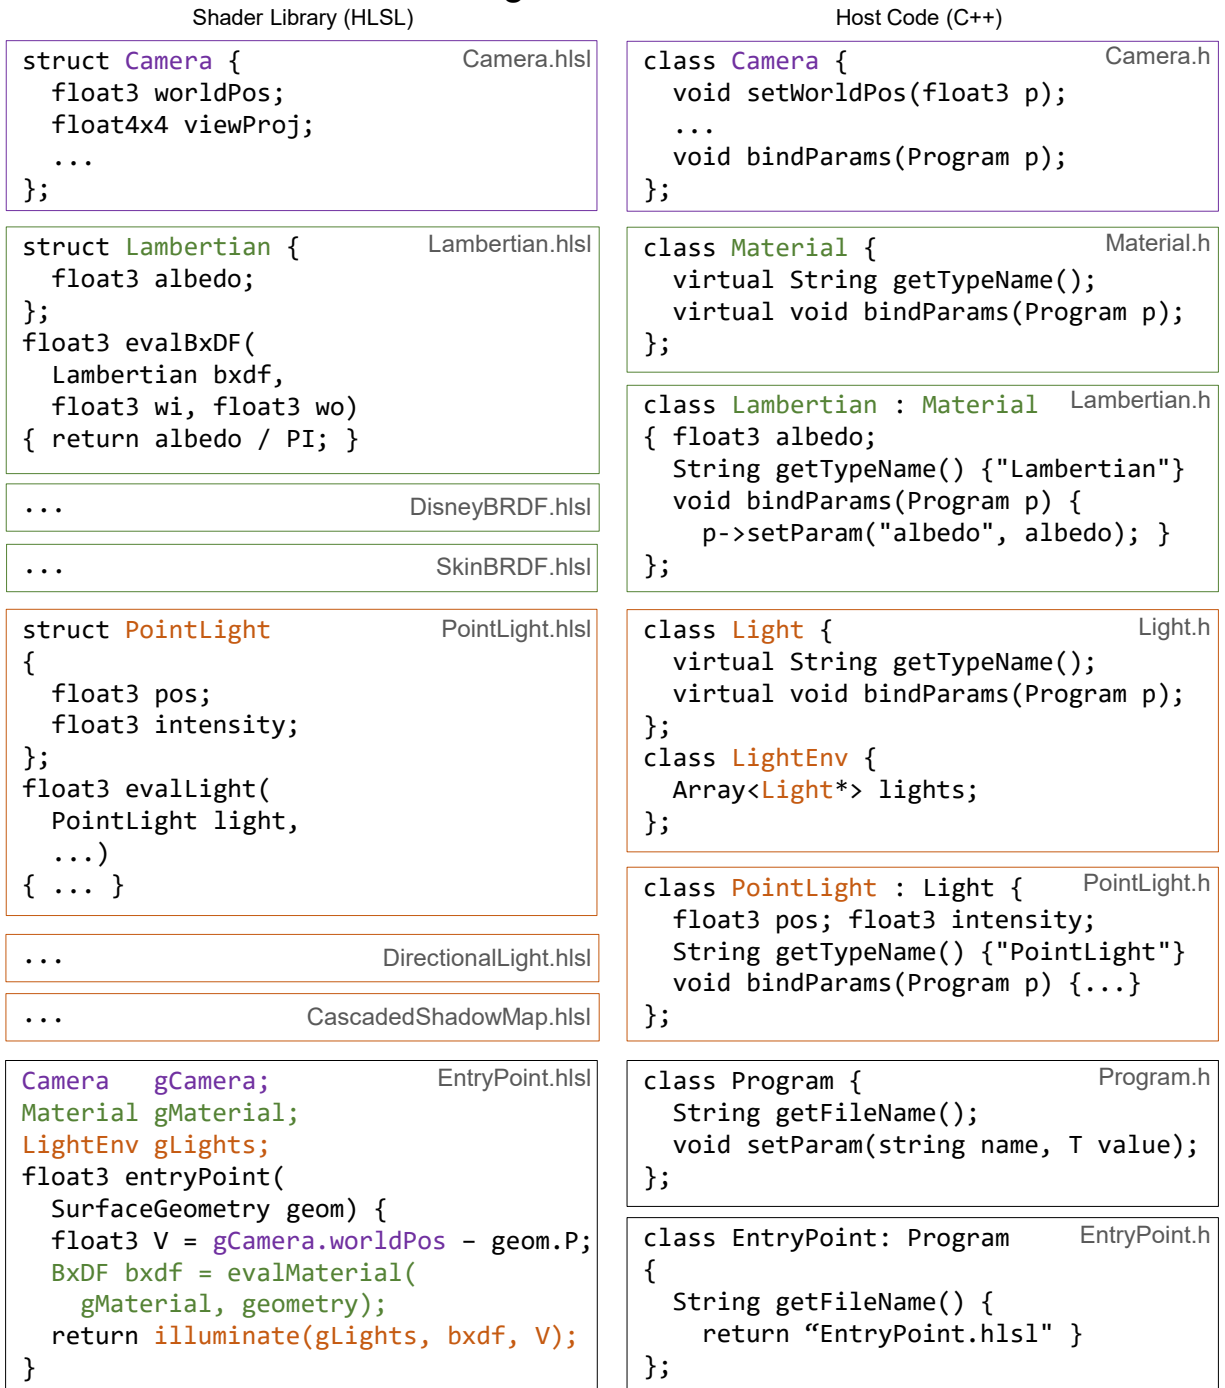 Shader Library (HLSL)
struct Camera { Camera.hlsl
  float3 worldPos;
  float4x4 viewProj;
  ...
};
struct Lambertian { Lambertian.hlsl
  float3 albedo;
};
float3 evalBxDF(
  Lambertian bxdf,
  float3 wi, float3 wo)
{ return albedo / PI; }
... DisneyBRDF.hlsl
... SkinBRDF.hlsl
struct PointLight PointLight.hlsl
{
  float3 pos;
  float3 intensity;
};
float3 evalLight(
  PointLight light,
  ...)
{ ... }
... DirectionalLight.hlsl
... CascadedShadowMap.hlsl
Camera   gCamera; EntryPoint.hlsl
Material gMaterial;
LightEnv gLights;
float3 entryPoint(
  SurfaceGeometry geom) {
  float3 V = gCamera.worldPos – geom.P;
  BxDF bxdf = evalMaterial(
    gMaterial, geometry);
  return illuminate(gLights, bxdf, V);
}
Host Code (C++)
class Camera { Camera.h
  void setWorldPos(float3 p);
  ...
  void bindParams(Program p);
};
class Material { Material.h
  virtual String getTypeName();
  virtual void bindParams(Program p);
};
class Lambertian : Material Lambertian.h
{ float3 albedo;
  String getTypeName() {"Lambertian"}
  void bindParams(Program p) {
    p->setParam("albedo", albedo); }
};
class Light { Light.h
  virtual String getTypeName();
  virtual void bindParams(Program p);
};
class LightEnv {
  Array<Light*> lights;
};
class PointLight : Light { PointLight.h
  float3 pos; float3 intensity;
  String getTypeName() {"PointLight"}
  void bindParams(Program p) {...}
};
class Program { Program.h
  String getFileName();
  void setParam(string name, T value);
};
class EntryPoint: Program EntryPoint.h
{
  String getFileName() {
    return “EntryPoint.hlsl" }
};